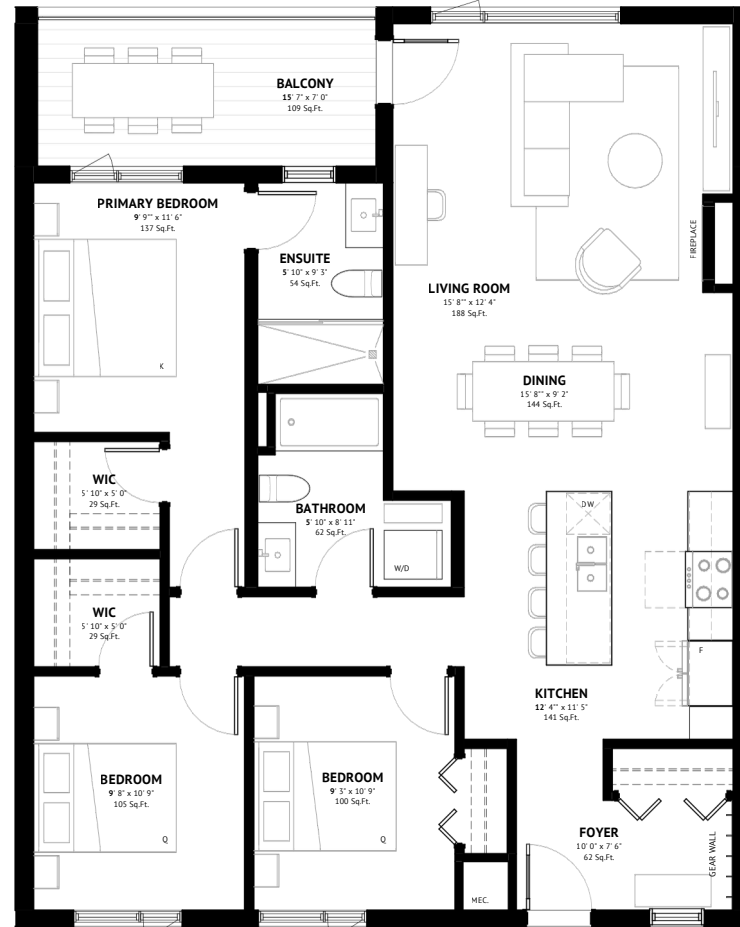 BALCONY
15' 7" x 7' 0"
109 Sq.Ft.
PRIMARY BEDROOM
9' 9"" x 11' 6"
137 Sq.Ft.
ENSUITE
5' 10" x 9' 3"
54 Sq.Ft.
FIREPLACE
LIVING ROOM
15' 8"" x 12' 4"
188 Sq.Ft.
K
DINING
15' 8"" x 9' 2"
144 Sq.Ft.
WIC
5' 10" x 5' 0"
29 Sq.Ft.
BATHROOM
5' 10" x 8' 11"
62 Sq.Ft.
DW
W/D
WIC
5' 10" x 5' 0"
29 Sq.Ft.
F
KITCHEN
12' 4"" x 11' 5"
141 Sq.Ft.
BEDROOM
9' 8" x 10' 9"
105 Sq.Ft.
Q
BEDROOM
9' 3" x 10' 9"
100 Sq.Ft.
Q
FOYER
10' 0" x 7' 6"
62 Sq.Ft.
GEAR WALL
MEC.